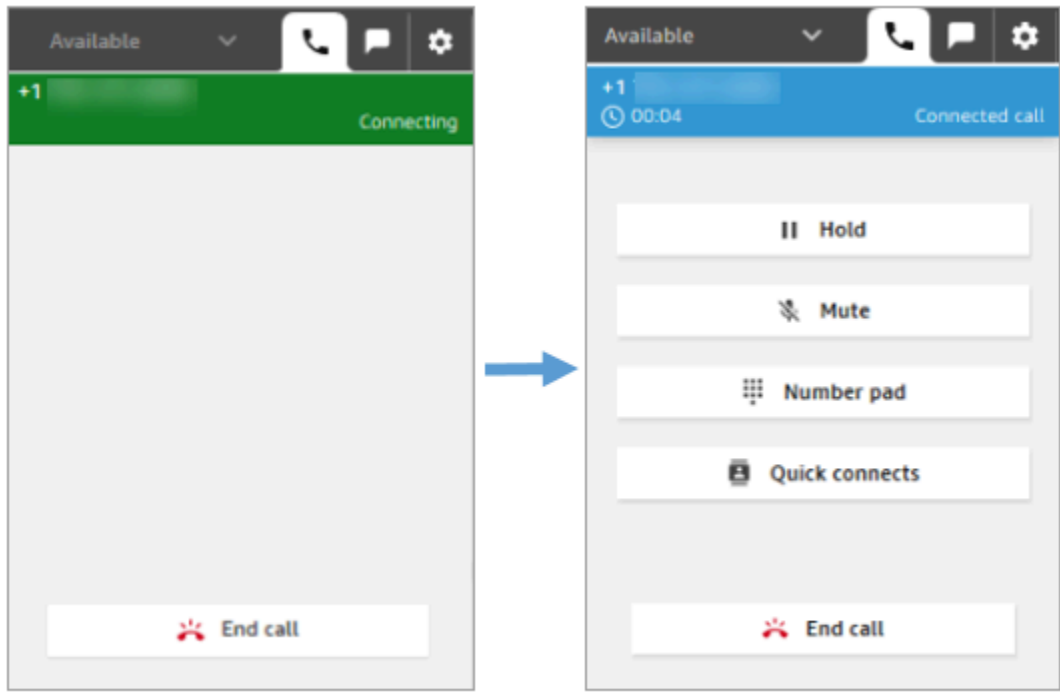 Available
+1
Connecting
End call
Available
+1
00:04 Connected call
Hold
Mute
Number pad
Quick connects
End call